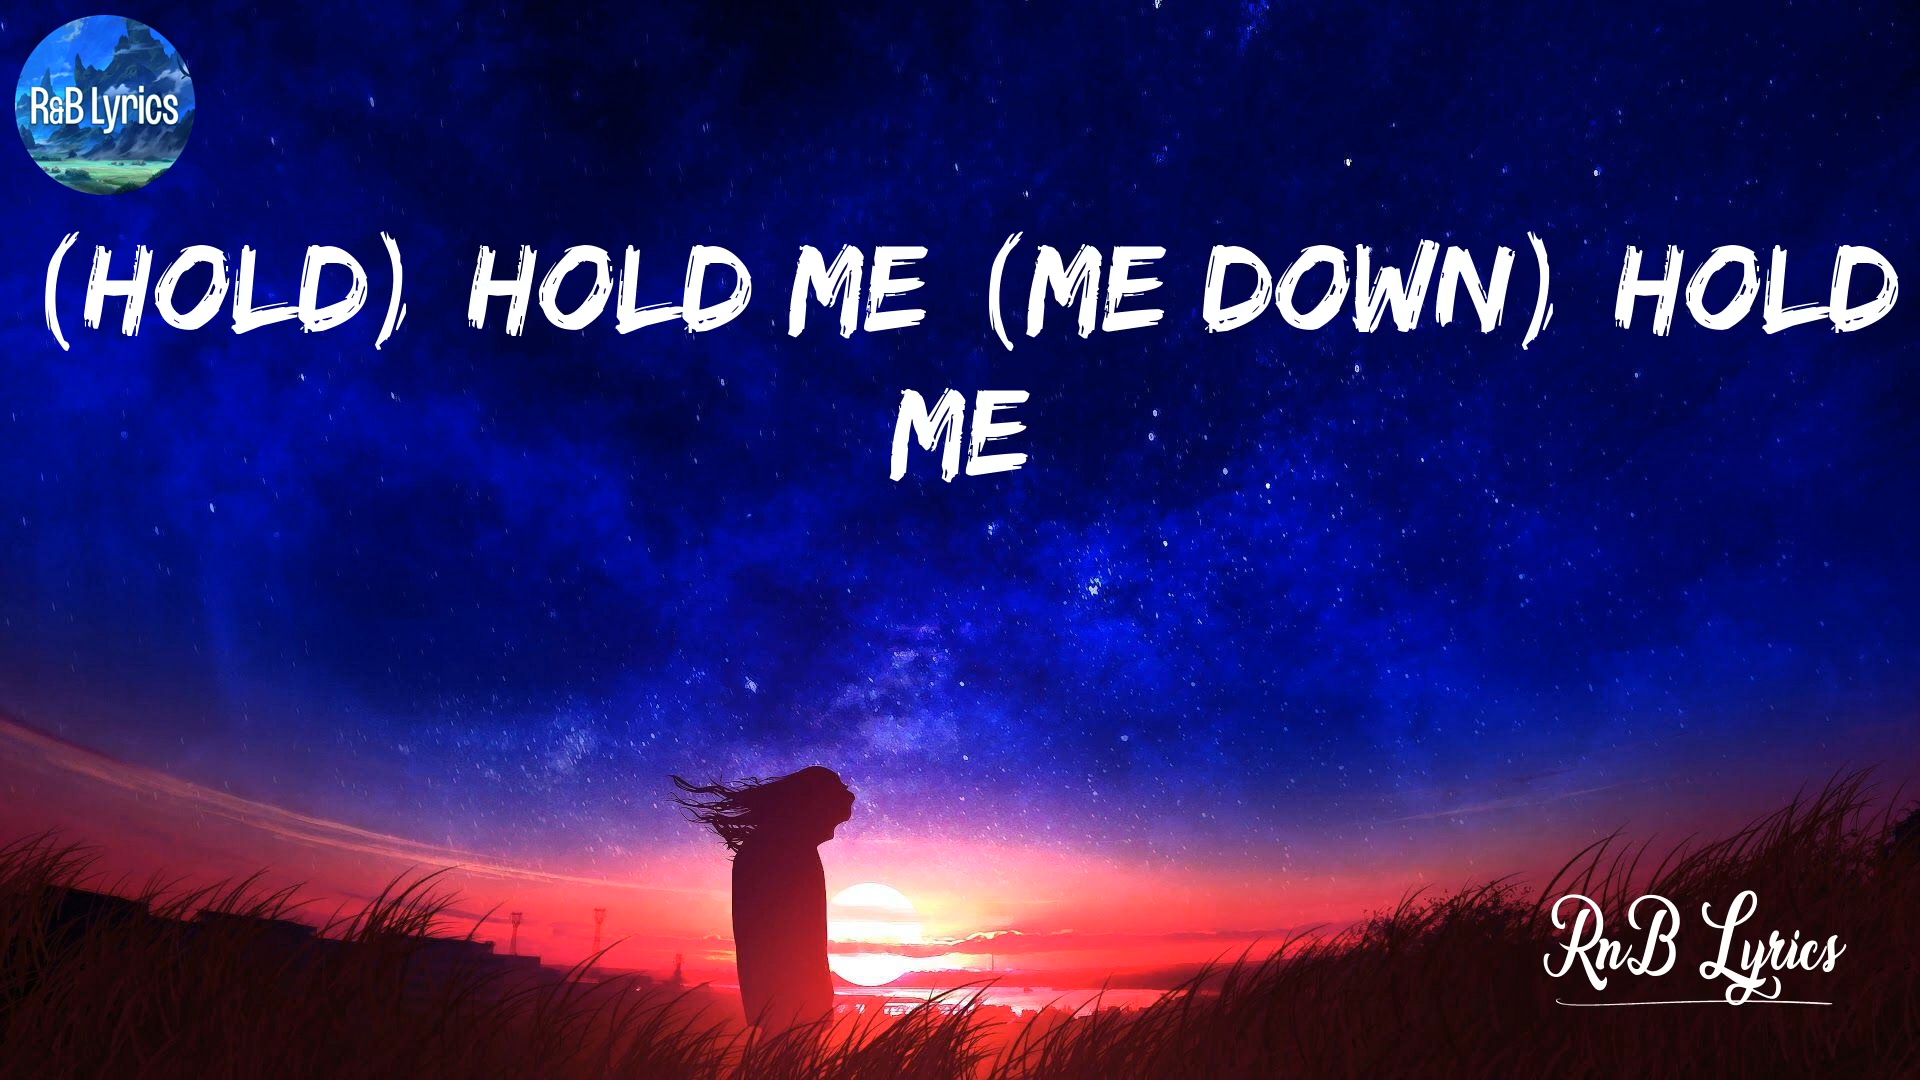 R&B Lyrics
(HOLD) HOLD ME (ME DOWN) HOLD
ME
RnB Lyrics